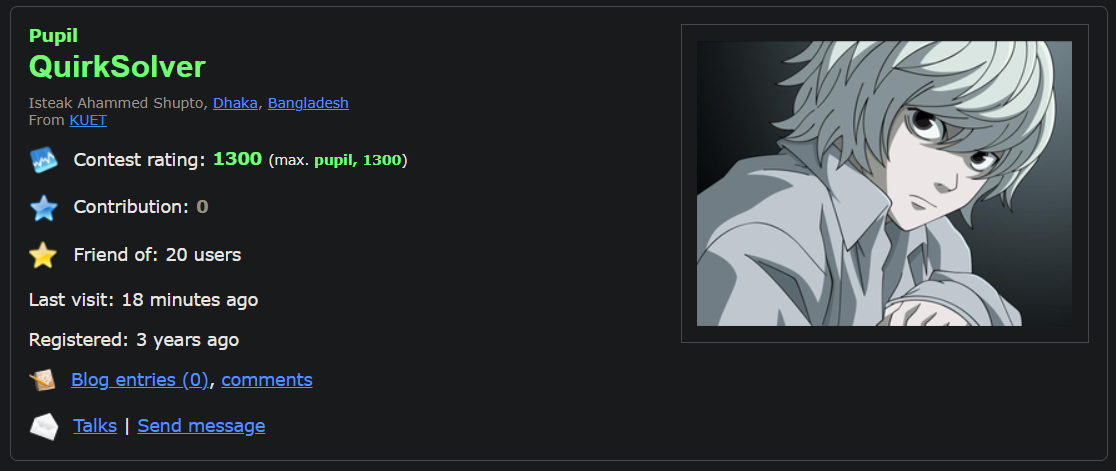 Pupil
QuirkSolver
Isteak Ahammed Shupto, Dhaka, Bangladesh
From KUET
Contest rating: 1300 (max. pupil, 1300)
Contribution: 0
Friend of: 20 users
Last visit: 18 minutes ago
Registered: 3 years ago
Blog entries (0), comments
Talks | Send message